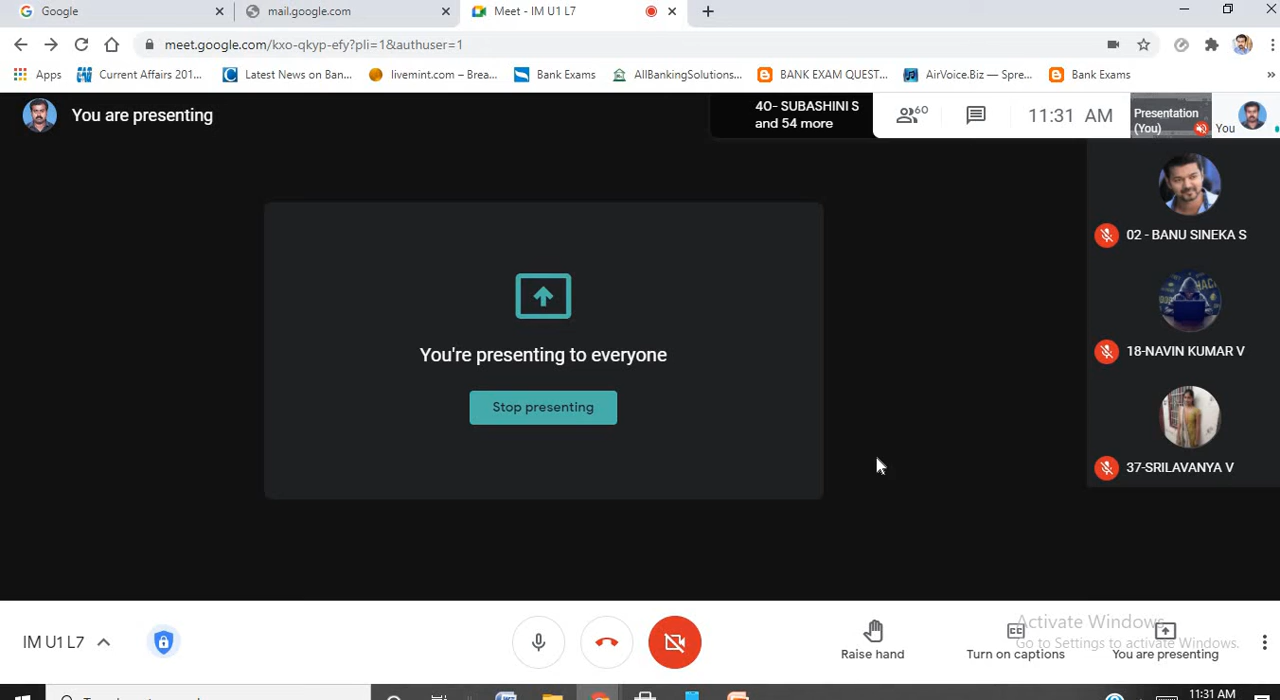 Google
mail.google.com
Meet - IM U1 L7
meet.google.com/kxo-qkyp-efy?pli=1&authuser=1
Apps
Current Affairs 201...
Latest News on Ban...
livemint.com – Brea...
Bank Exams
AllBankingSolutions...
BANK EXAM QUEST...
AirVoice.Biz — Spre...
Bank Exams
»
You are presenting
40- SUBASHINI S
and 54 more
60
11:31 AM
Presentation
(You)
You
02 - BANU SINEKA S
18-NAVIN KUMAR V
37-SRILAVANYA V
You're presenting to everyone
Stop presenting
IM U1 L7
Raise hand
Turn on captions
You are presenting
Activate Windows
Go to Settings to activate Windows.
11:31 AM